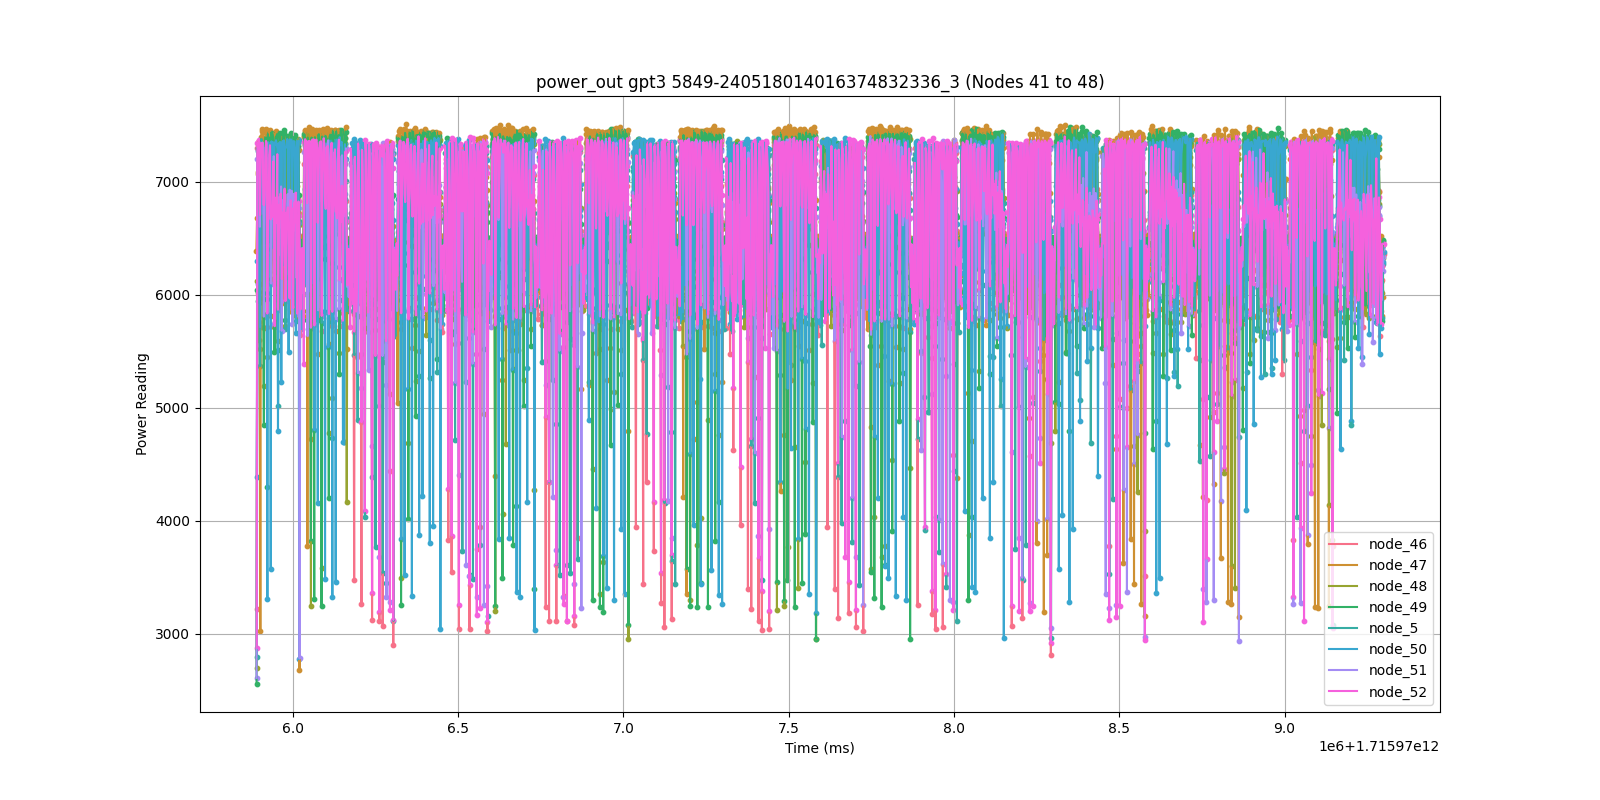 power_out gpt3 5849-240518014016374832336_3 (Nodes 41 to 48)
Power Reading
7000
6000
5000
4000
3000
6.0 6.5 7.0 7.5 8.0 8.5 9.0
Time (ms)
1e6+1.71597e12
node_46
node_47
node_48
node_49
node_5
node_50
node_51
node_52